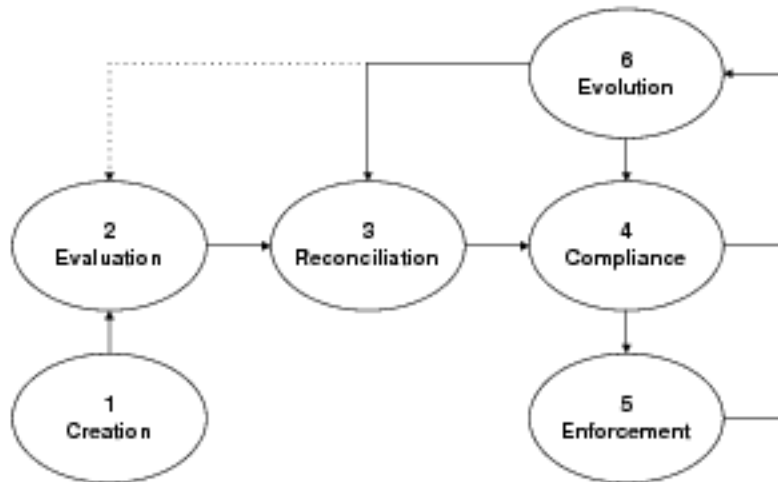 6
Evolution
2
Evaluation
3
Reconciliation
4
Compliance
1
Creation
5
Enforcement